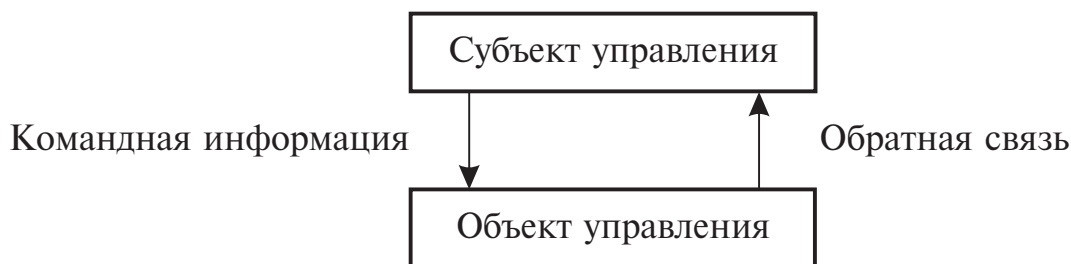 Субъект управления
Командная информация
Обратная связь
Объект управления